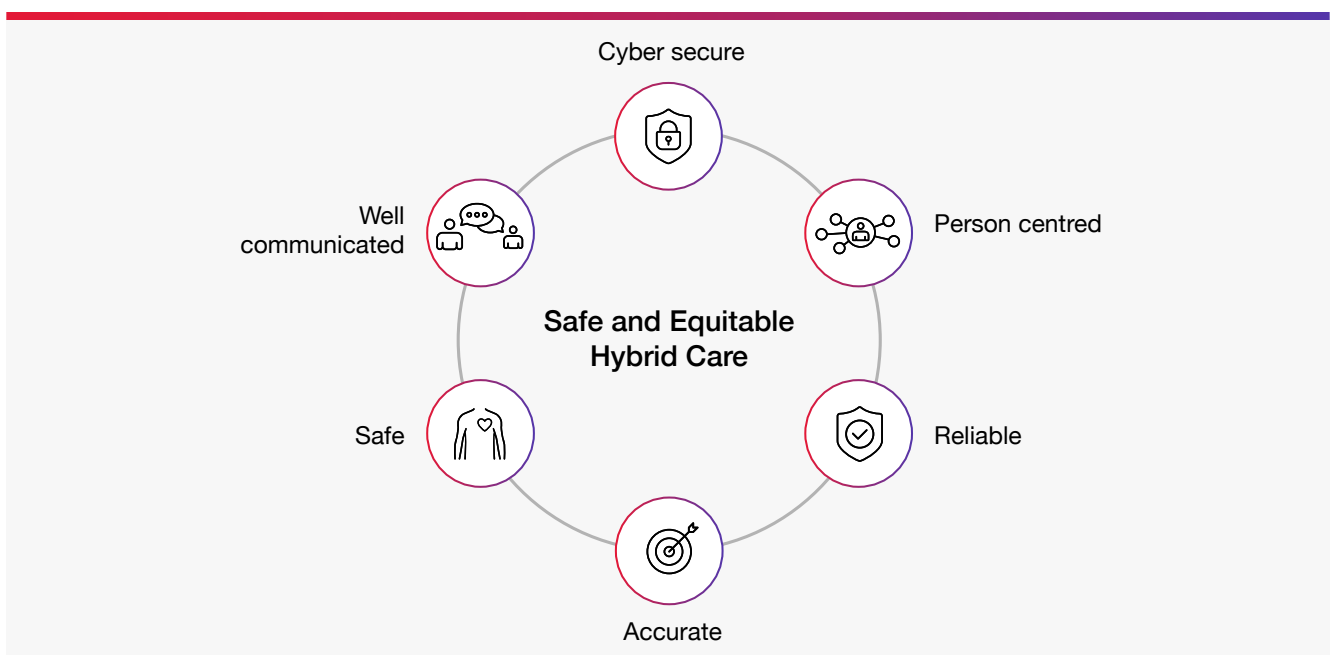 Cyber secure
Well
communicated
Person centred
Safe and Equitable
Hybrid Care
Safe
Reliable
Accurate